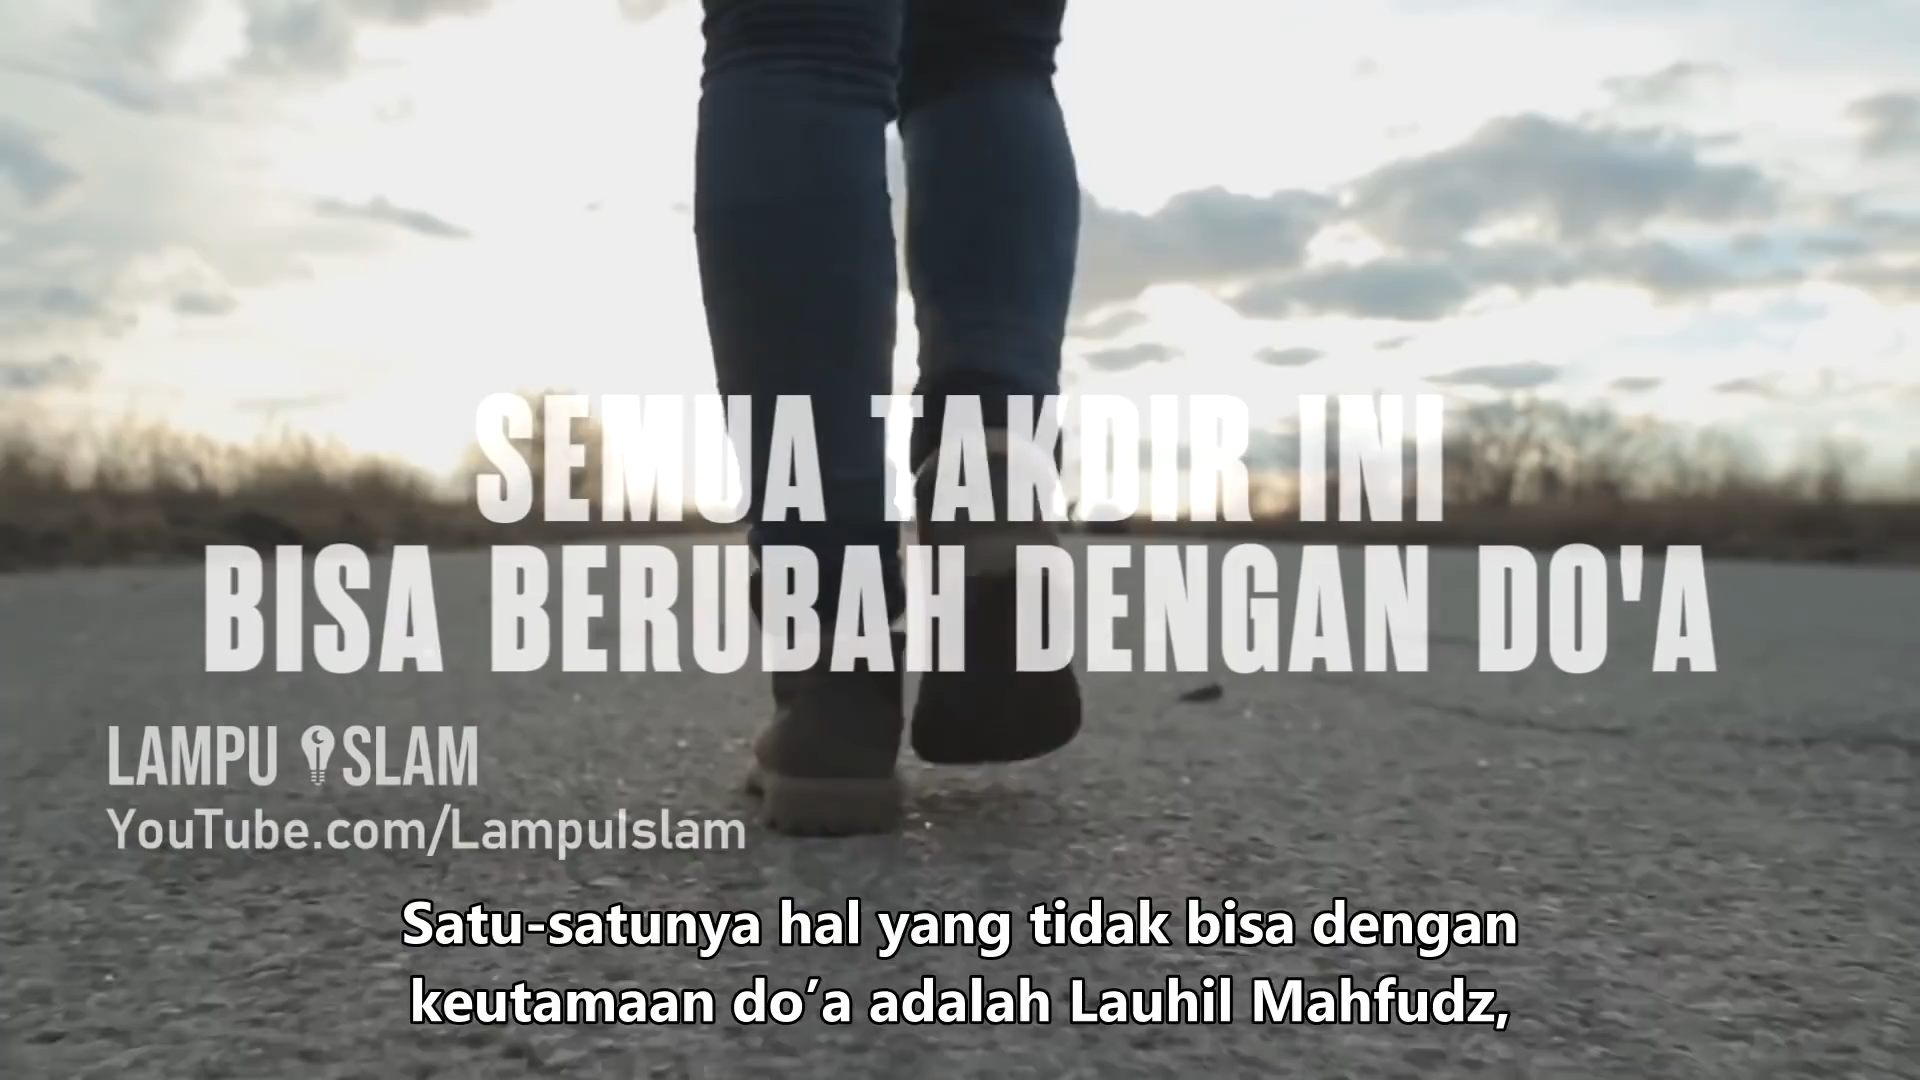 SEMUA TAKDIR INI
BISA BERUBAH DENGAN DO'A
LAMPU ISLAM
YouTube.com/LampuIslam
Satu-satunya hal yang tidak bisa dengan
keutamaan do’a adalah Lauhil Mahfudz,